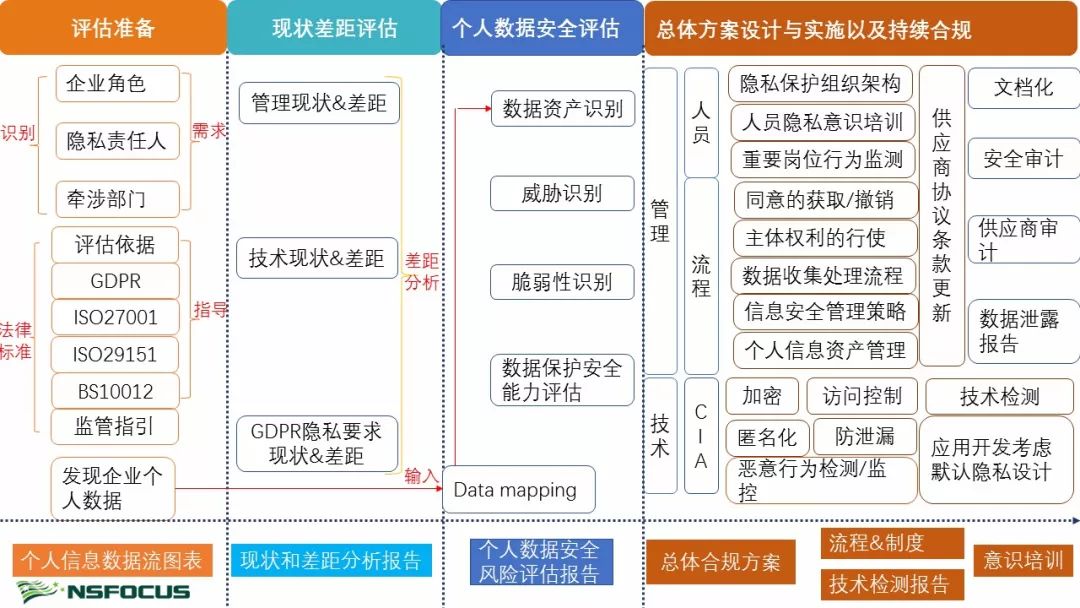 评估准备
现状差距评估
个人数据安全评估
总体方案设计与实施以及持续合规
识别
企业角色
隐私责任人
牵涉部门
需求
法律
标准
评估依据
GDPR
ISO27001
ISO29151
BS10012
监管指引
指导
发现企业个
人数据
管理现状&差距
技术现状&差距
GDPR隐私要求
现状&差距
差距
分析
输入
数据资产识别
威胁识别
脆弱性识别
数据保护安全
能力评估
Data mapping
管理
人员
隐私保护组织架构
人员隐私意识培训
重要岗位行为监测
流程
同意的获取/撤销
主体权利的行使
数据收集处理流程
信息安全管理策略
个人信息资产管理
供应商协议条款更新
文档化
安全审计
供应商审
计
数据泄露
报告
技术
CIA
加密
访问控制
技术检测
匿名化
防泄漏
恶意行为检测/监
控
应用开发考虑
默认隐私设计
个人信息数据流图表
现状和差距分析报告
个人数据安全
风险评估报告
总体合规方案
流程&制度
技术检测报告
意识培训
NSFOCUS